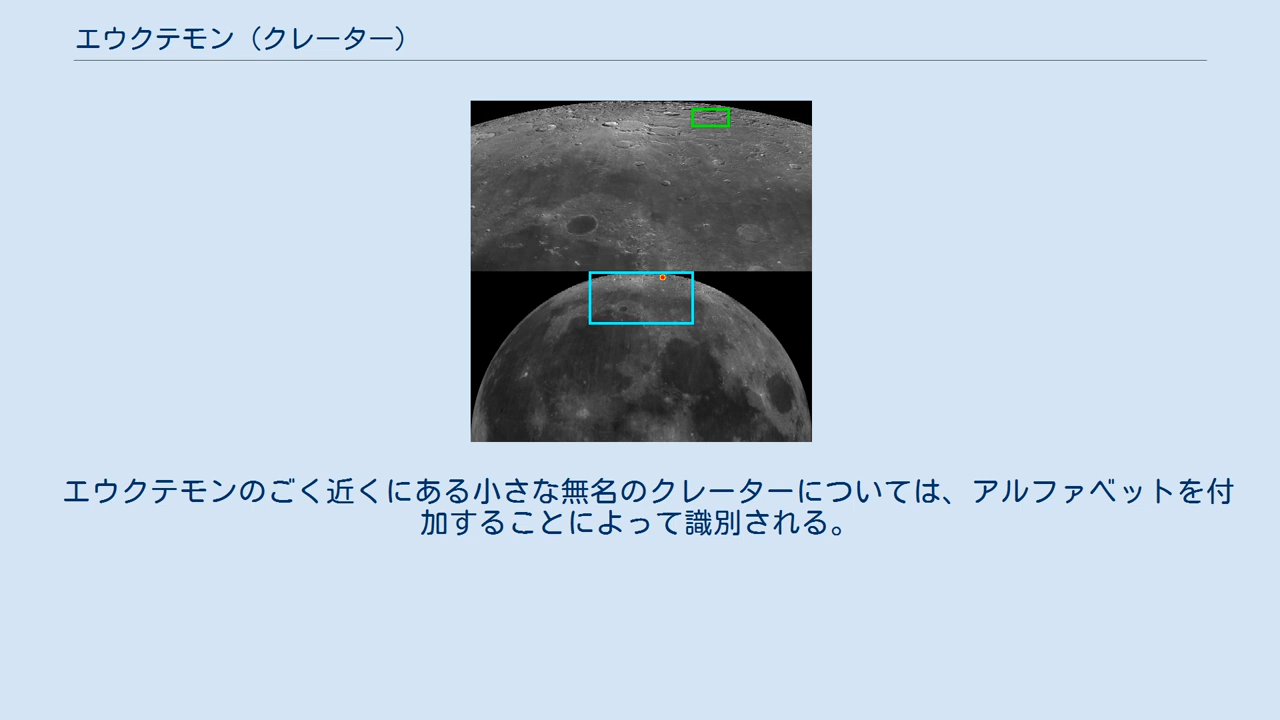 エウクテモン（クレーター）
エウクテモンのごく近くにある小さな無名のクレーターについては、アルファベットを付
加することによって識別される。